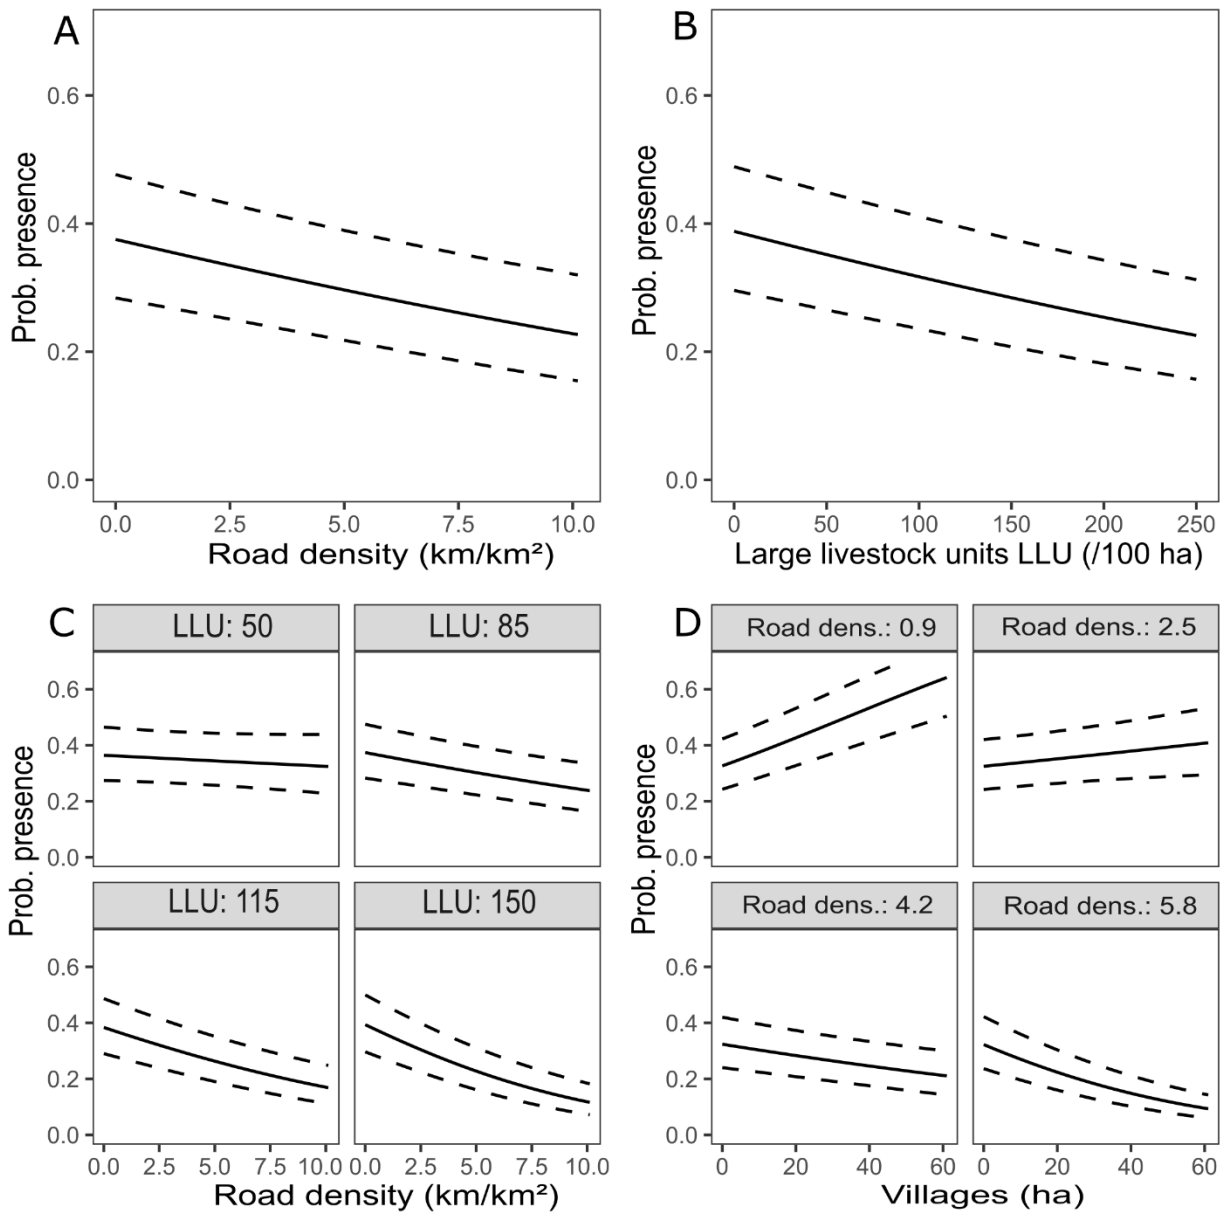 A
Prob. presence
0.6
0.4
0.2
0.0
0.0 2.5 5.0 7.5 10.0
Road density (km/km²)
B
Prob. presence
0.6
0.4
0.2
0.0
0 50 100 150 200 250
Large livestock units LLU (/100 ha)
C
LLU: 50
LLU: 85
Prob. presence
0.6
0.4
0.2
0.0
LLU: 115
LLU: 150
0.6
0.4
0.2
0.0
0.0 2.5 5.0 7.5 10.0
0.0 2.5 5.0 7.5 10.0
Road density (km/km²)
D
Road dens.: 0.9
Road dens.: 2.5
Prob. presence
0.6
0.4
0.2
0.0
Road dens.: 4.2
Road dens.: 5.8
0.6
0.4
0.2
0.0
0 20 40 60
0 20 40 60
Villages (ha)